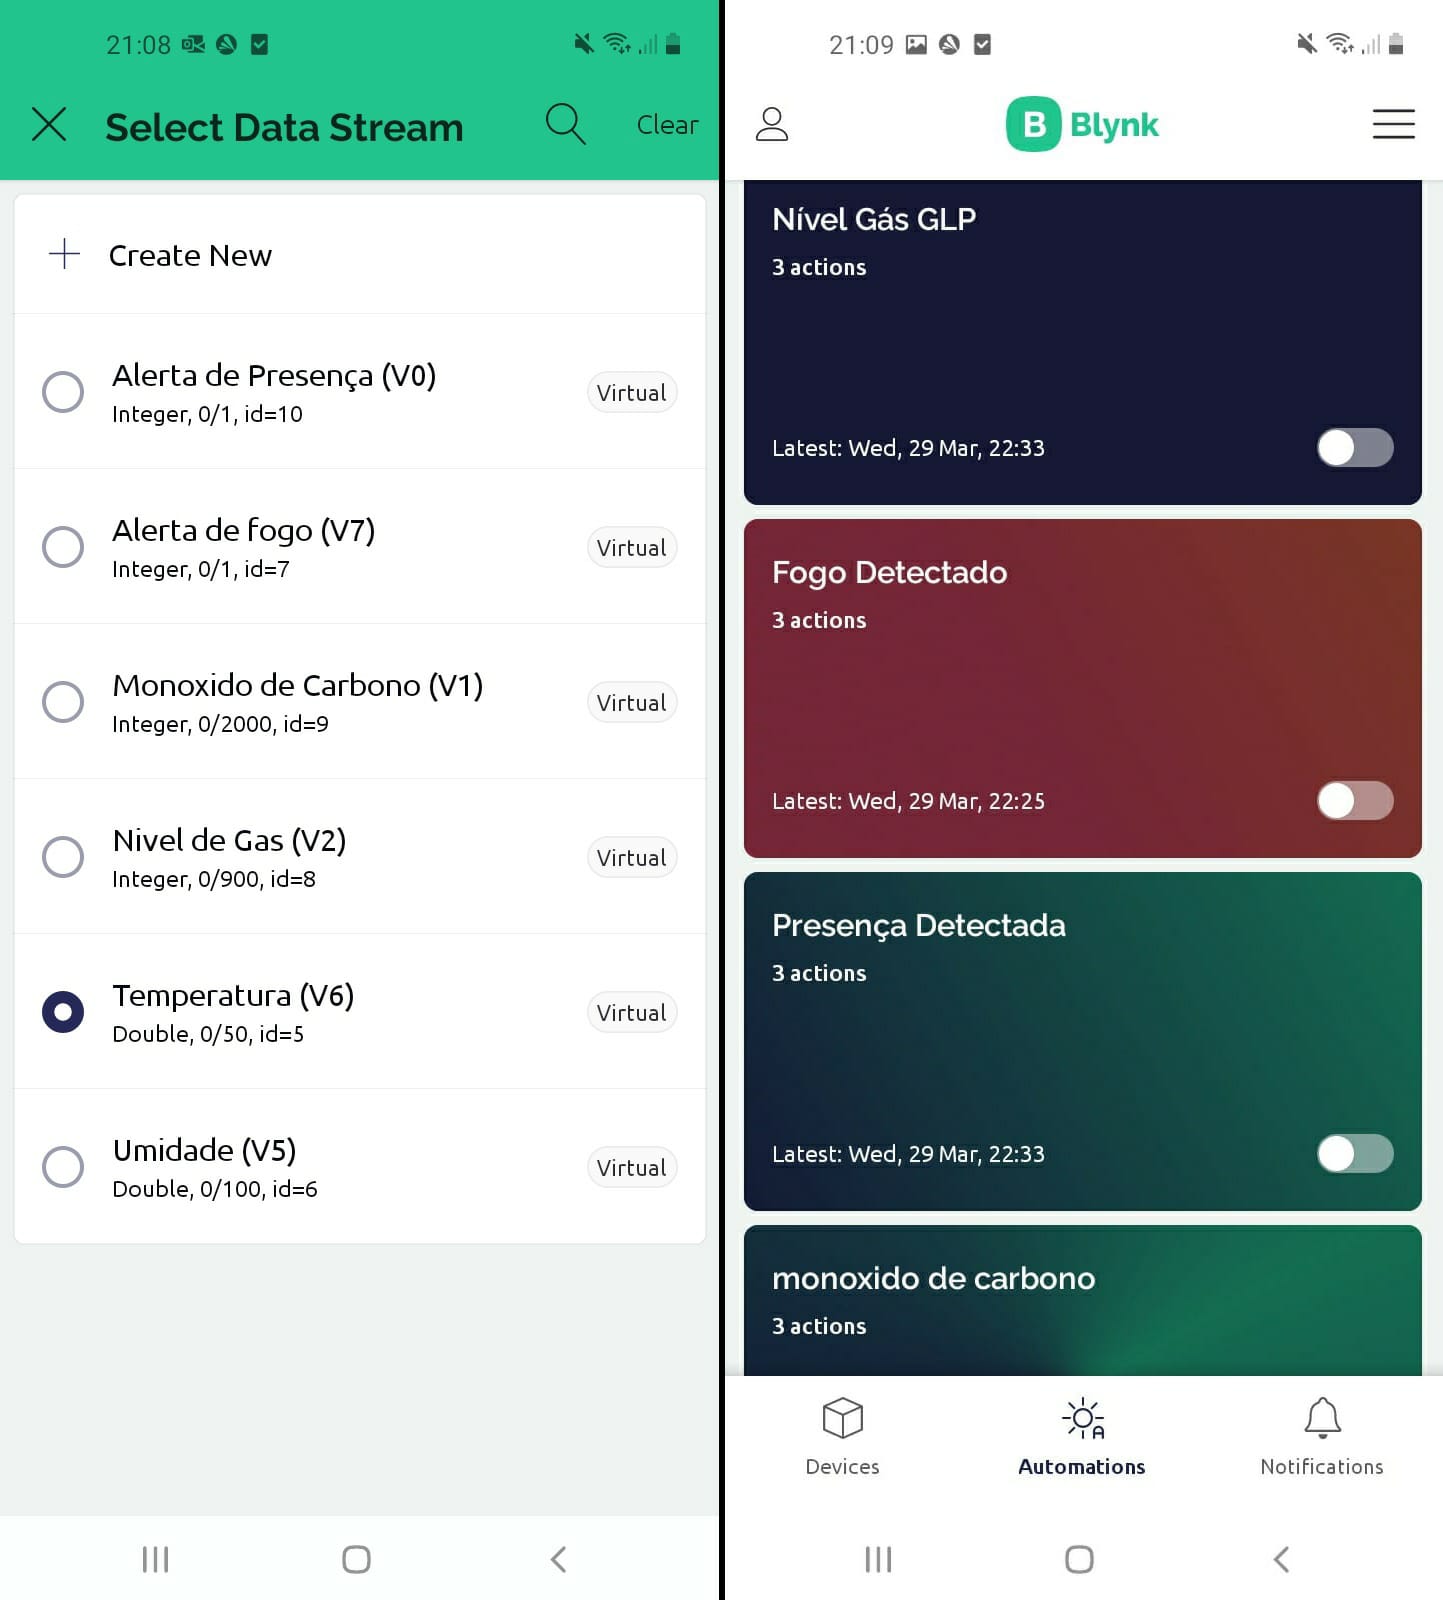 21:08
Select Data Stream
Clear
Create New
Alerta de Presença (V0)
Integer, 0/1, id=10
Virtual
Alerta de fogo (V7)
Integer, 0/1, id=7
Virtual
Monoxido de Carbono (V1)
Integer, 0/2000, id=9
Virtual
Nivel de Gas (V2)
Integer, 0/900, id=8
Virtual
Temperatura (V6)
Double, 0/50, id=5
Virtual
Umidade (V5)
Double, 0/100, id=6
Virtual
21:09
B Blynk
Nível Gás GLP
3 actions
Latest: Wed, 29 Mar, 22:33
Fogo Detectado
3 actions
Latest: Wed, 29 Mar, 22:25
Presença Detectada
3 actions
Latest: Wed, 29 Mar, 22:33
monoxido de carbono
3 actions
Devices
Automations
Notifications